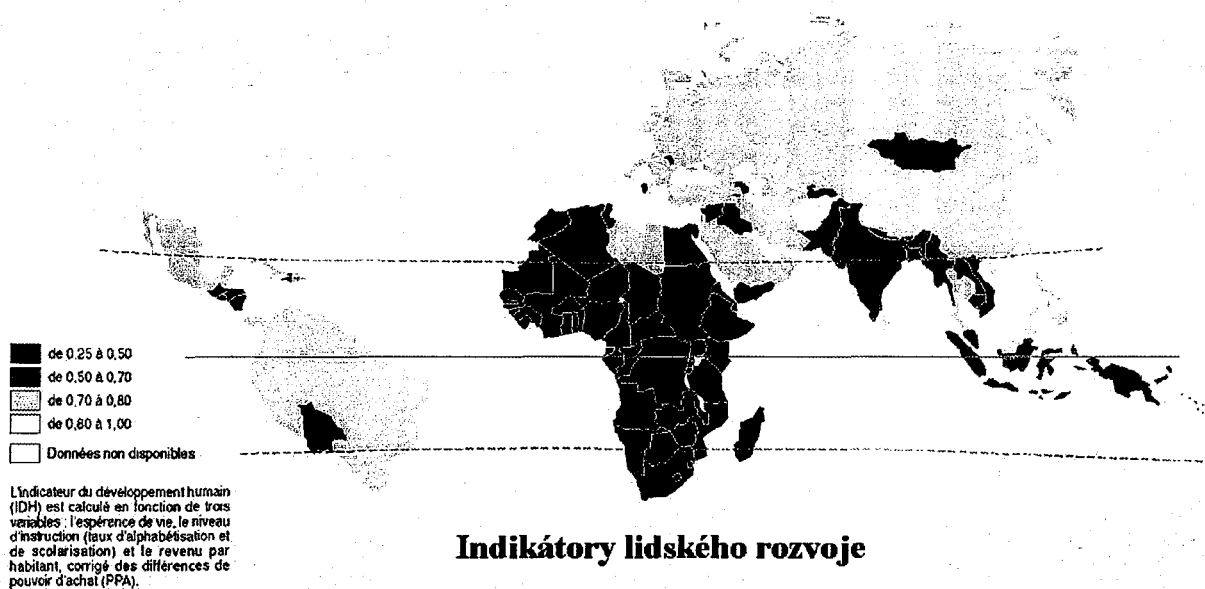 de 0,25 à 0,50
de 0,50 à 0,70
de 0,70 à 0,80
de 0,80 à 1,00
Données non disponibles
L'indicateur du développement humain
(IDH) est calculé en fonction de trois
variables : l'espérance de vie, le niveau
d'instruction (taux d'alphabétisation et
de scolarisation) et le revenu par
habitant, corrigé des différences de
pouvoir d'achat (PPA).
Indikátory lidského rozvoje